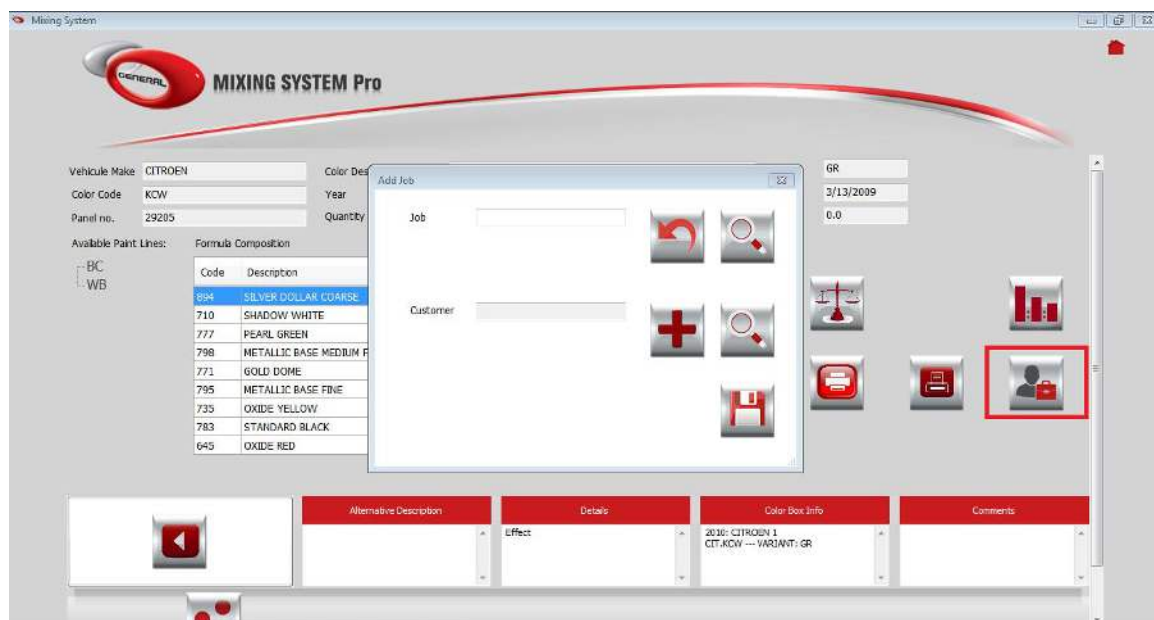 Mixing System
GENERAL
MIXING SYSTEM Pro
Vehicule Make CITROEN
Color Des
GR
Color Code KCW
Year
3/13/2009
Panel no. 29205
Quantity
0.0
Available Paint Lines:
BC
WB
Formula Composition
Code Description
894 SILVER DOLLAR COARSE
710 SHADOW WHITE
777 PEARL GREEN
798 METALLIC BASE MEDIUM F
771 GOLD DOME
795 METALLIC BASE FINE
735 OXIDE YELLOW
783 STANDARD BLACK
645 OXIDE RED
Add Job
Job
Customer
Alternative Description
Details
Effect
Color Box Info
2010: CITROEN 1
CIT.KCW --- VARIANT: GR
Comments